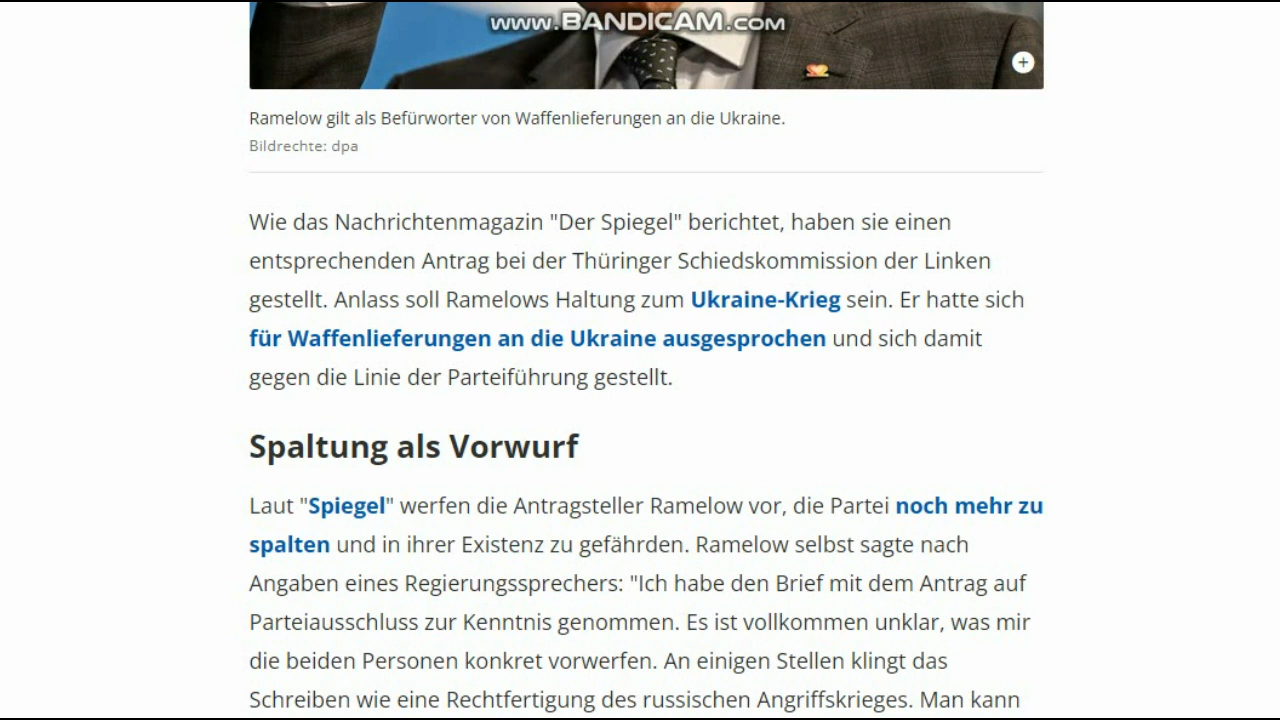 www.BANDICAM.com
Ramelow gilt als Befürworter von Waffenlieferungen an die Ukraine.
Bildrechte: dpa
Wie das Nachrichtenmagazin "Der Spiegel" berichtet, haben sie einen
entsprechenden Antrag bei der Thüringer Schiedskommission der Linken
gestellt. Anlass soll Ramelows Haltung zum Ukraine-Krieg sein. Er hatte sich
für Waffenlieferungen an die Ukraine ausgesprochen und sich damit
gegen die Linie der Parteiführung gestellt.
Spaltung als Vorwurf
Laut "Spiegel" werfen die Antragsteller Ramelow vor, die Partei noch mehr zu
spalten und in ihrer Existenz zu gefährden. Ramelow selbst sagte nach
Angaben eines Regierungssprechers: "Ich habe den Brief mit dem Antrag auf
Parteiausschluss zur Kenntnis genommen. Es ist vollkommen unklar, was mir
die beiden Personen konkret vorwerfen. An einigen Stellen klingt das
Schreiben wie eine Rechtfertigung des russischen Angriffskrieges. Man kann